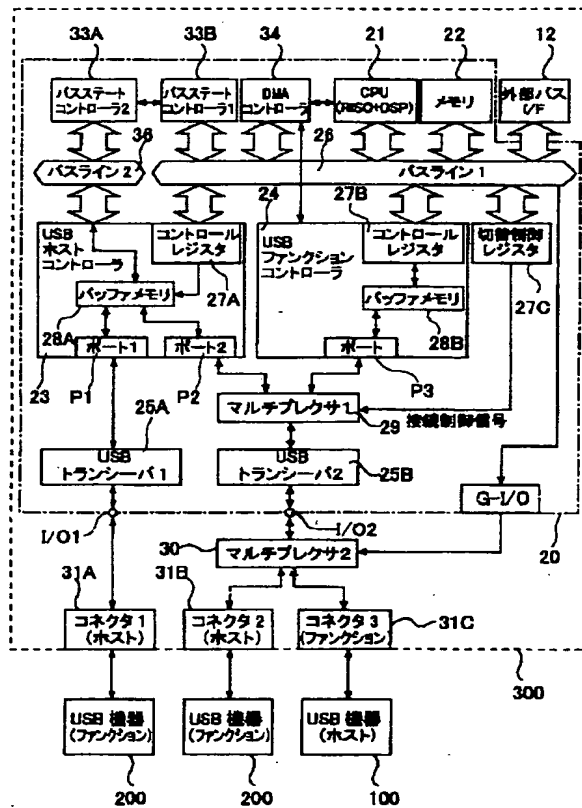 33A 33B 34 21 22 12
バスステート
コントローラ2
バスステート
コントローラ1
DMA
コントローラ
CPU
(RISC+DSP)
メモリ
外部バス
I/F
36
26
バスライン 2
バスライン 1
24
27B
USB
ホスト
コントローラ
コントロール
レジスタ
USB
ファンクション
コントローラ
コントロール
レジスタ
切替制御
レジスタ
バッファメモリ
27A
バッファメモリ
27C
28A
28B
ポート1
ポート2
ポート
23
P1
P2
P3
マルチプレクサ 1
29
接続制御信号
25A
USB
トランシーバ 1
USB
トランシーバ 2
25B
G-I/O
I/O1
I/O2
20
30
マルチプレクサ 2
31A
31B
コネクタ 1
(ホスト)
コネクタ 2
(ホスト)
コネクタ 3
(ファンクション)
31C
300
USB 機器
(ファンクション)
USB 機器
(ファンクション)
USB 機器
(ホスト)
200
200
100